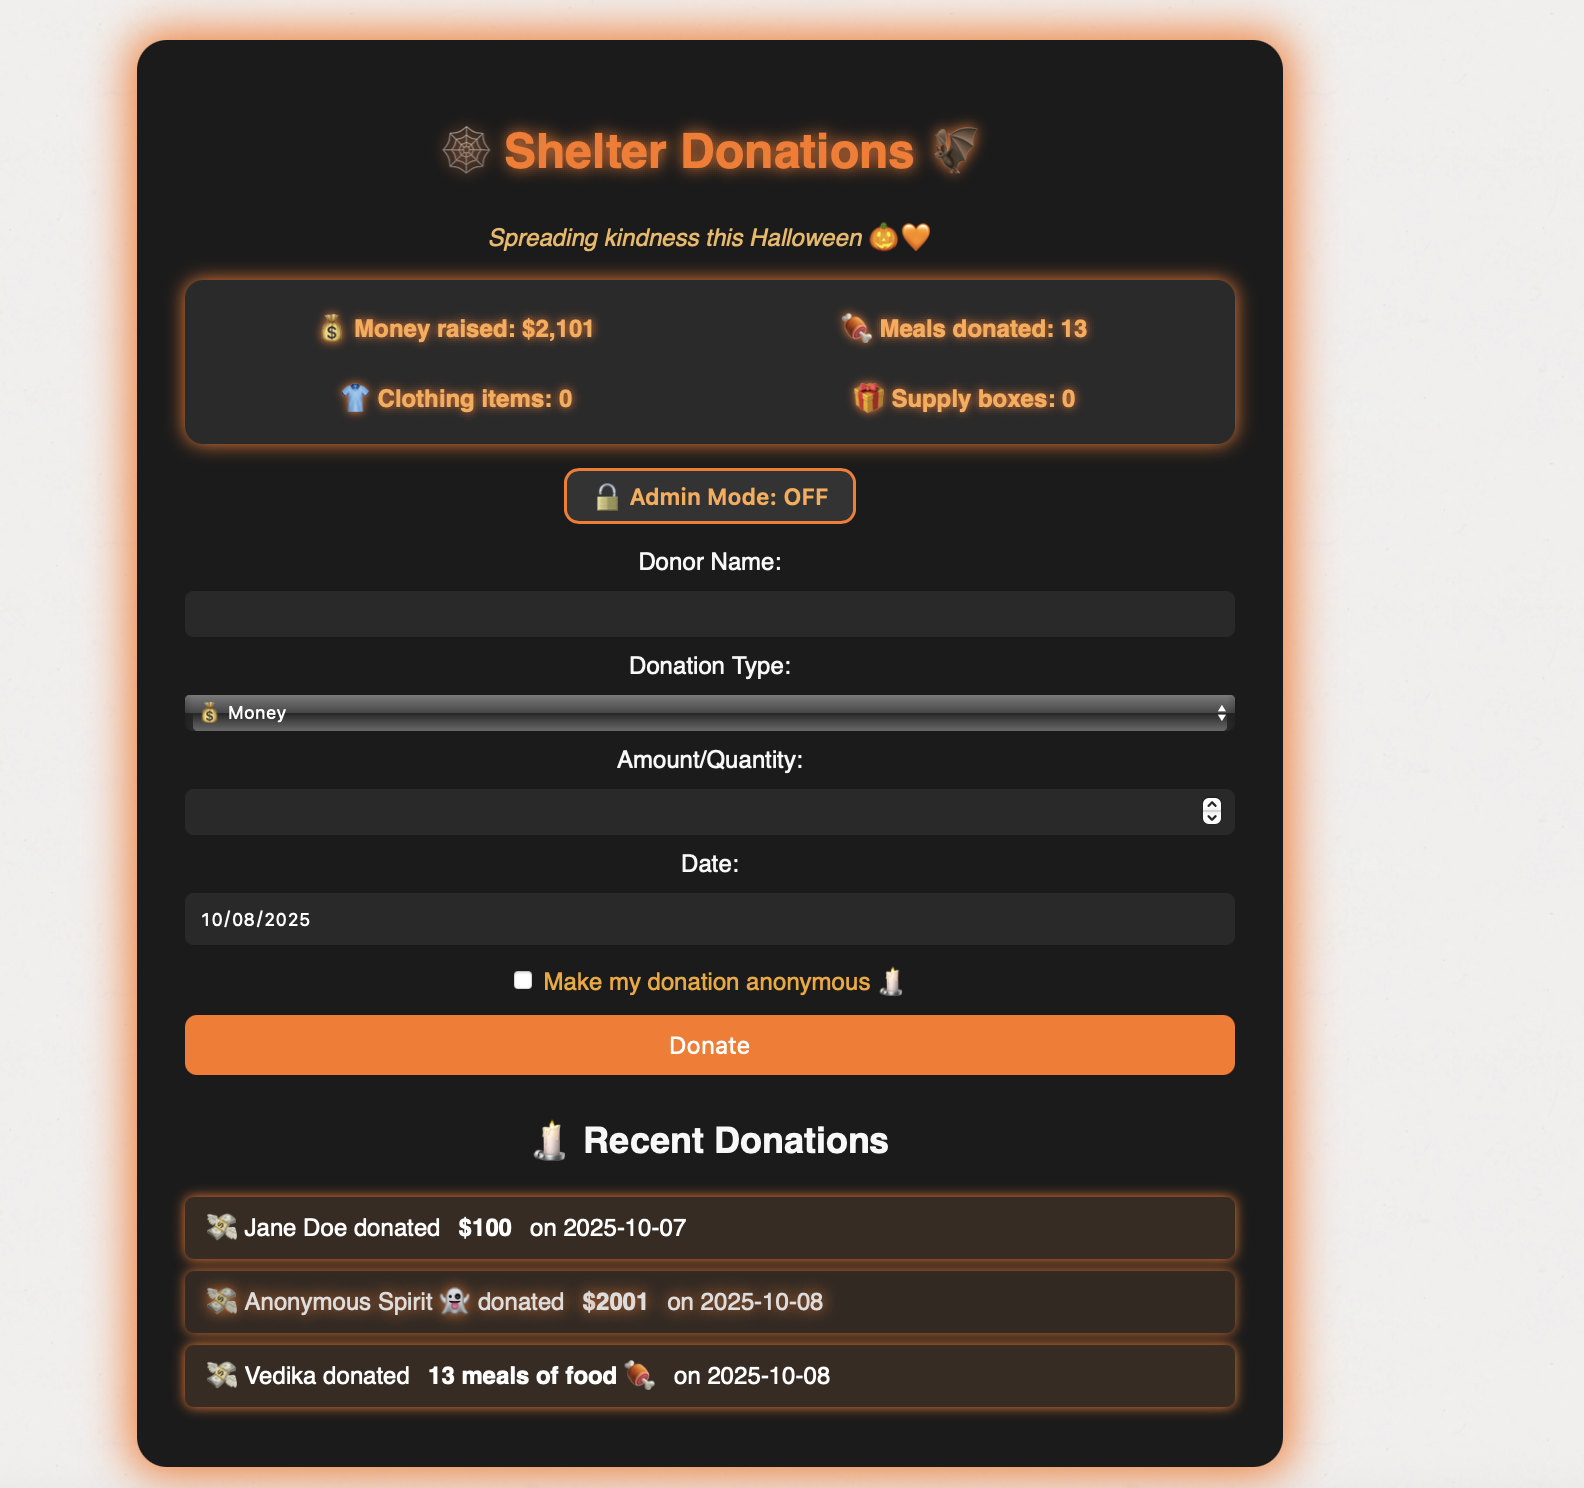 🕸️ Shelter Donations 🦇
Spreading kindness this Halloween 🎃🧡
💰 Money raised: $2,101
🍖 Meals donated: 13
👕 Clothing items: 0
🎁 Supply boxes: 0
🔓 Admin Mode: OFF
Donor Name:
Donation Type:
💰 Money
Amount/Quantity:
Date:
10/08/2025
Make my donation anonymous 🕯️
Donate
🕯️ Recent Donations
💸 Jane Doe donated $100 on 2025-10-07
💸 Anonymous Spirit 👻 donated $2001 on 2025-10-08
💸 Vedika donated 13 meals of food 🍖 on 2025-10-08